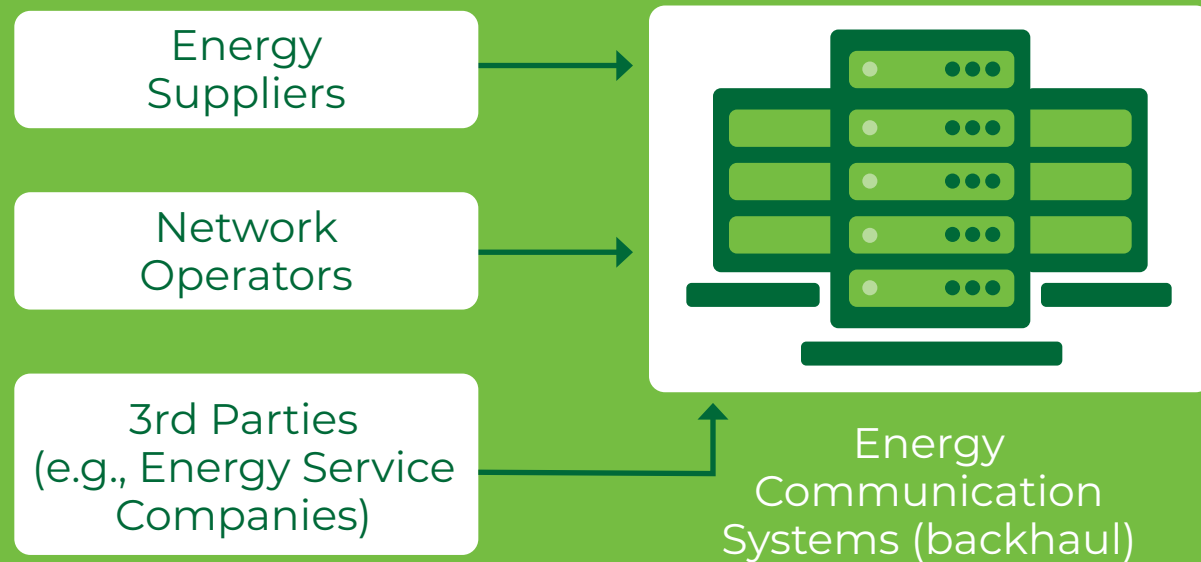 Energy
Suppliers
Network
Operators
3rd Parties
(e.g., Energy Service
Companies)
Energy
Communication
Systems (backhaul)